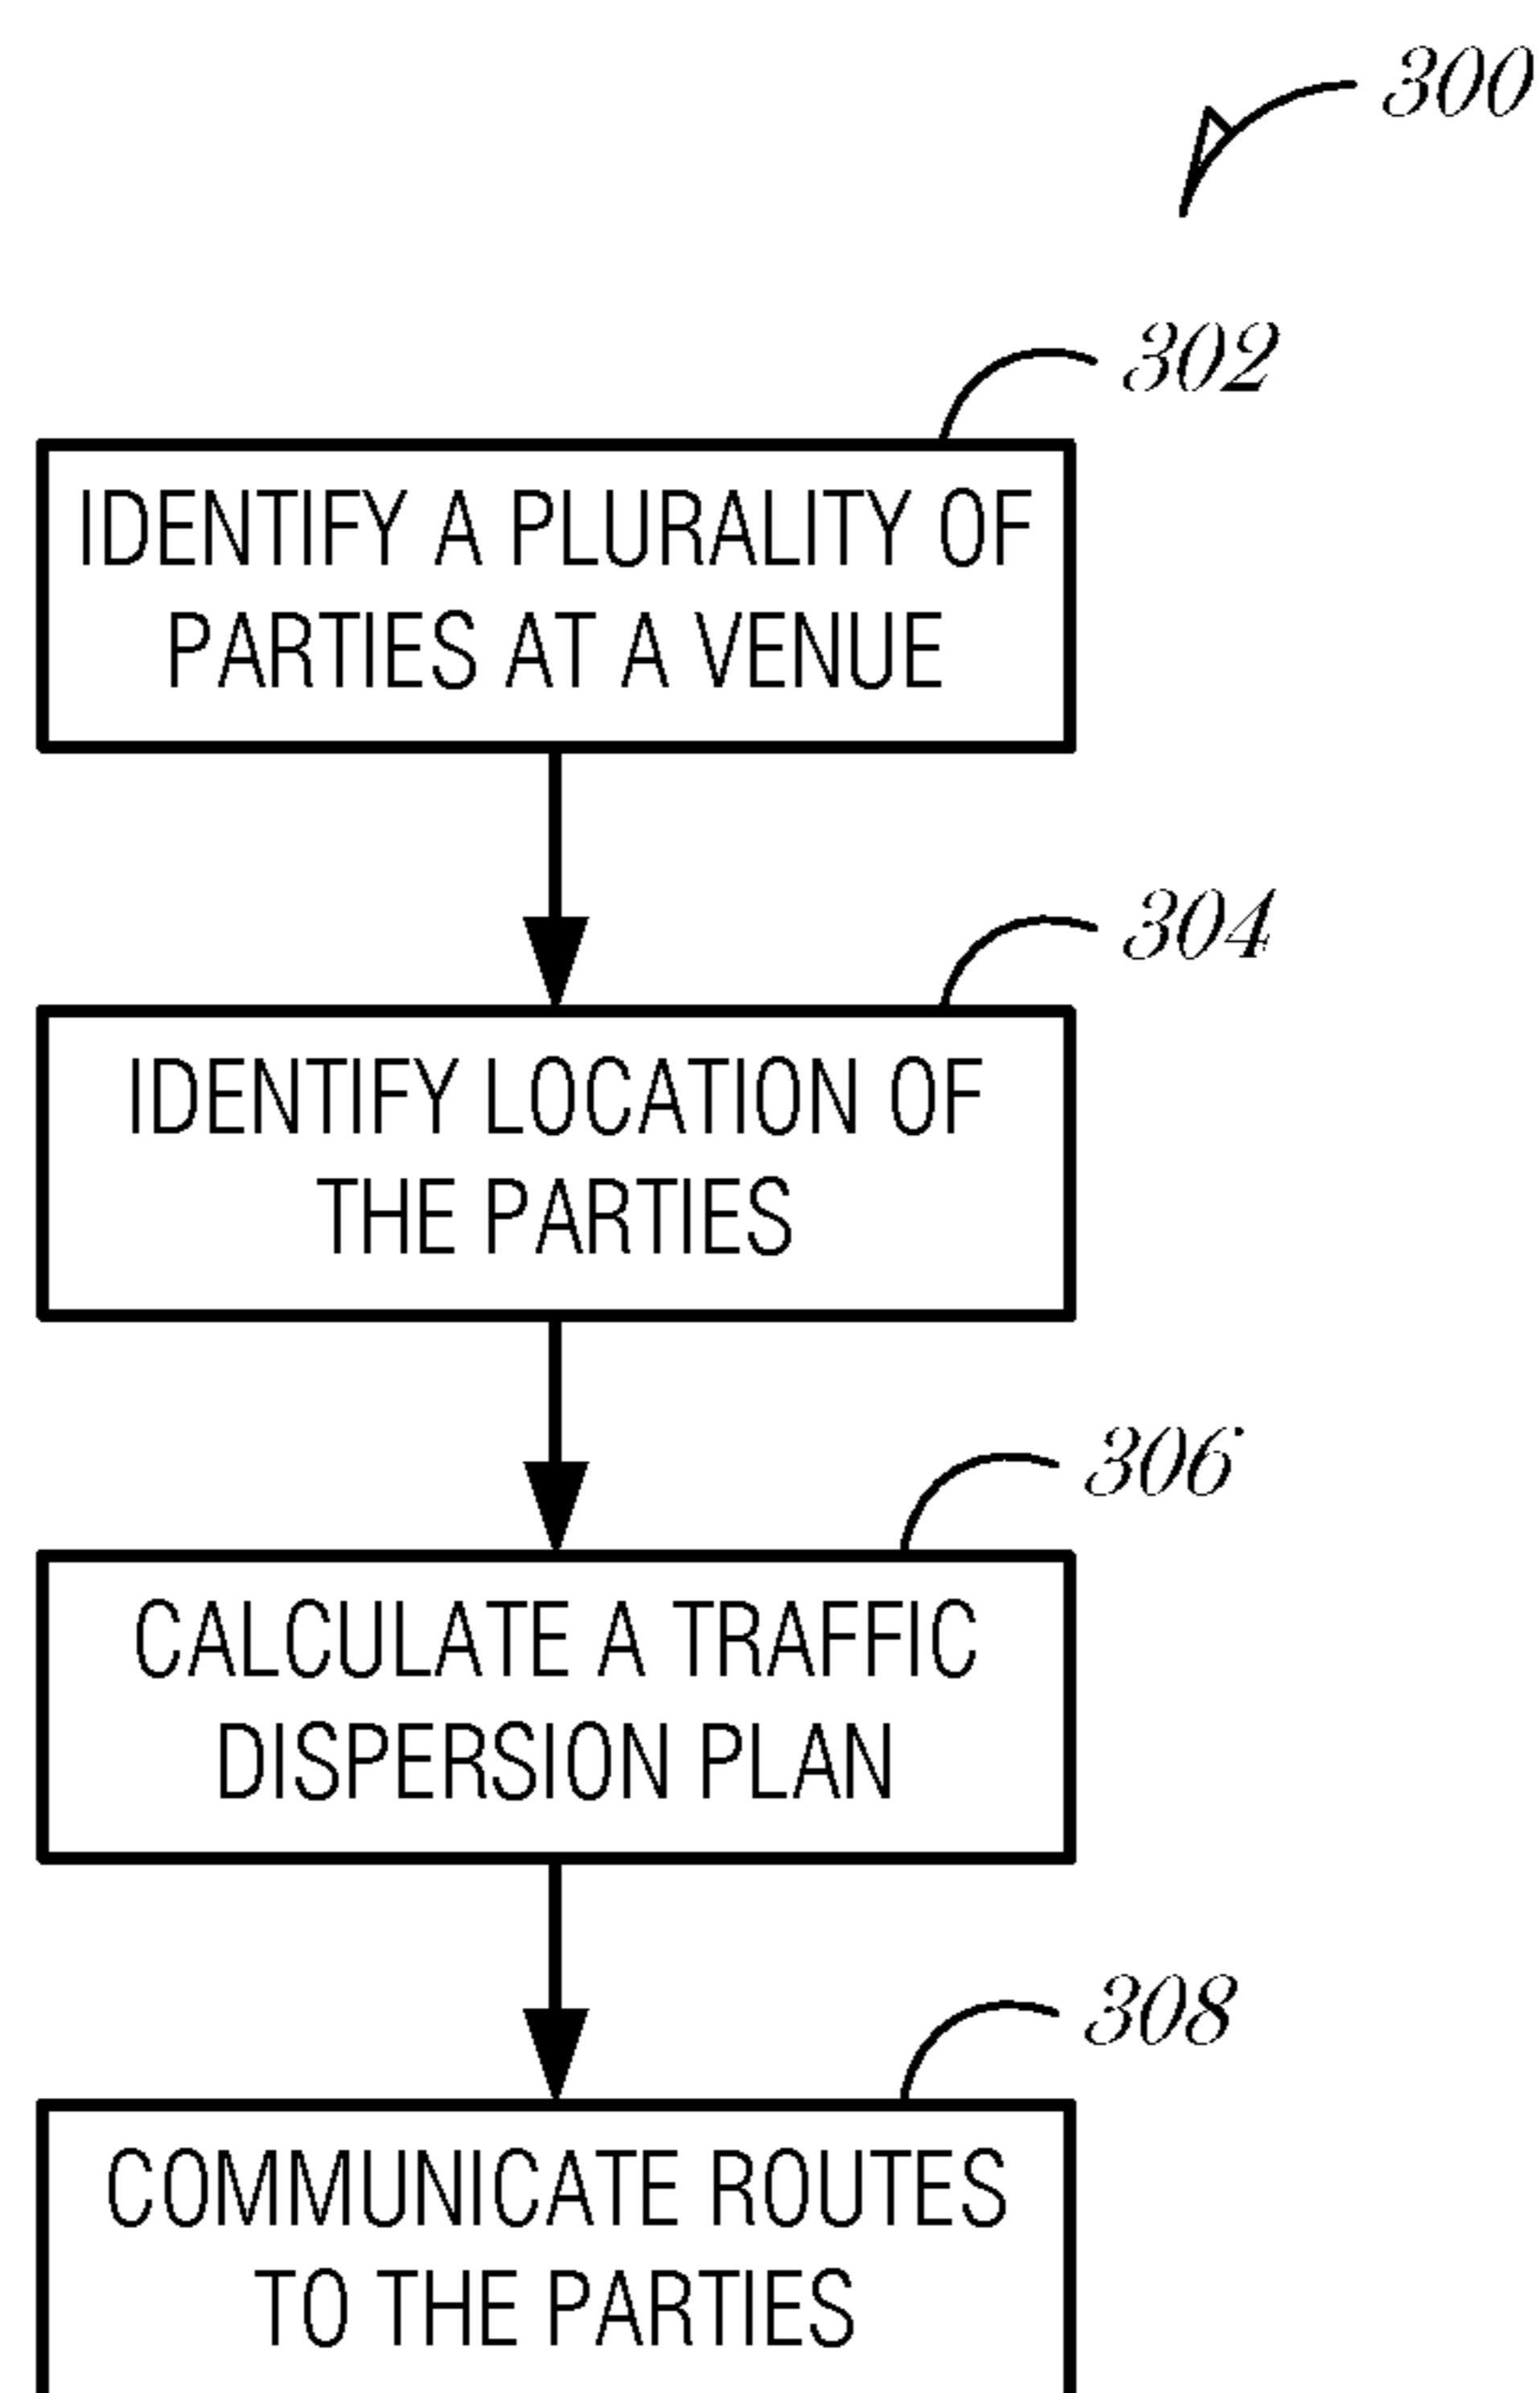 300
302
IDENTIFY A PLURALITY OF
PARTIES AT A VENUE
304
IDENTIFY LOCATION OF
THE PARTIES
306
CALCULATE A TRAFFIC
DISPERSION PLAN
308
COMMUNICATE ROUTES
TO THE PARTIES